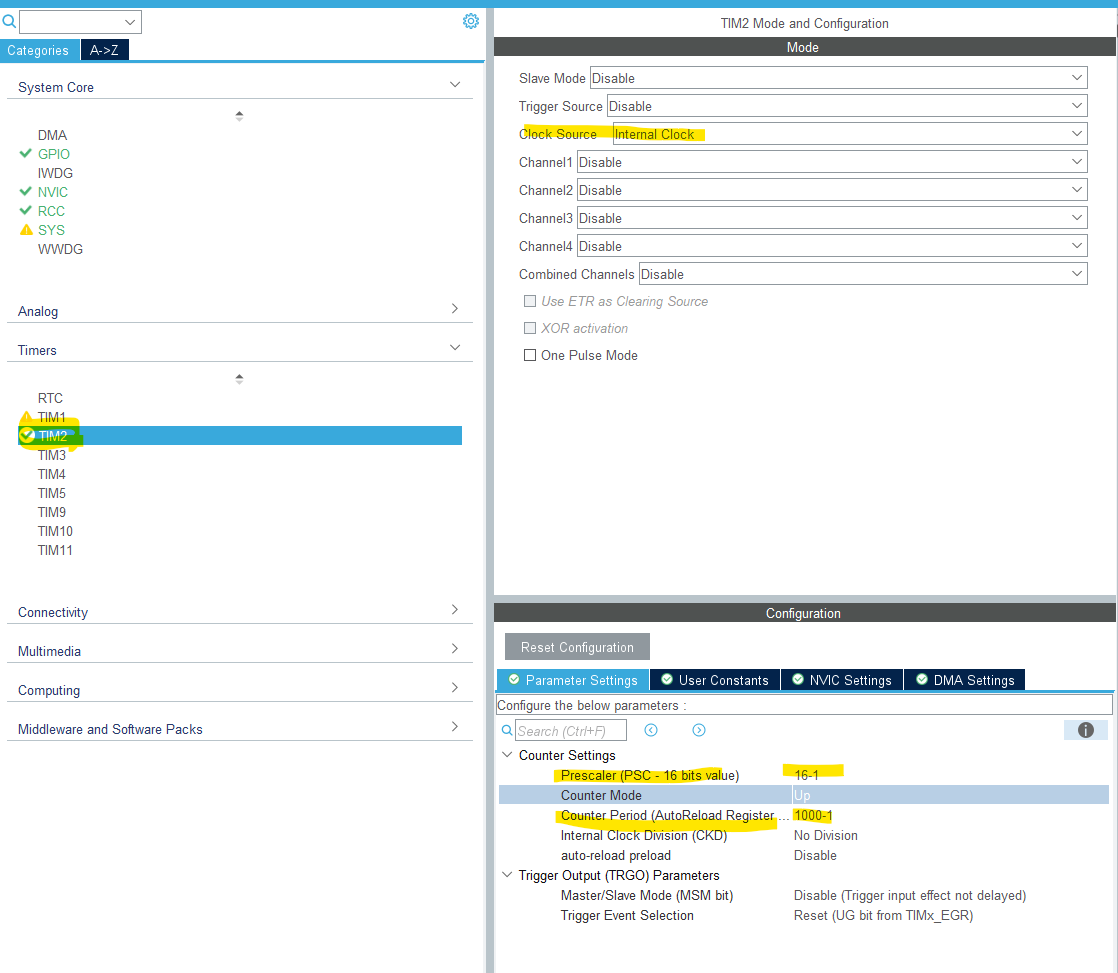 Categories
A->Z
System Core
DMA
GPIO
IWDG
NVIC
RCC
SYS
WWDG
Analog
Timers
RTC
TIM1
TIM2
TIM3
TIM4
TIM5
TIM9
TIM10
TIM11
Connectivity
Multimedia
Computing
Middleware and Software Packs
TIM2 Mode and Configuration
Mode
Slave Mode Disable
Trigger Source Disable
Clock Source Internal Clock
Channel1 Disable
Channel2 Disable
Channel3 Disable
Channel4 Disable
Combined Channels Disable
Use ETR as Clearing Source
XOR activation
One Pulse Mode
Configuration
Reset Configuration
Parameter Settings
User Constants
NVIC Settings
DMA Settings
Configure the below parameters :
Search (Ctrl+F)
Counter Settings
Prescaler (PSC - 16 bits value) 16-1
Counter Mode Up
Counter Period (AutoReload Register ... 1000-1
Internal Clock Division (CKD) No Division
auto-reload preload Disable
Trigger Output (TRGO) Parameters
Master/Slave Mode (MSM bit) Disable (Trigger input effect not delayed)
Trigger Event Selection Reset (UG bit from TIMx_EGR)